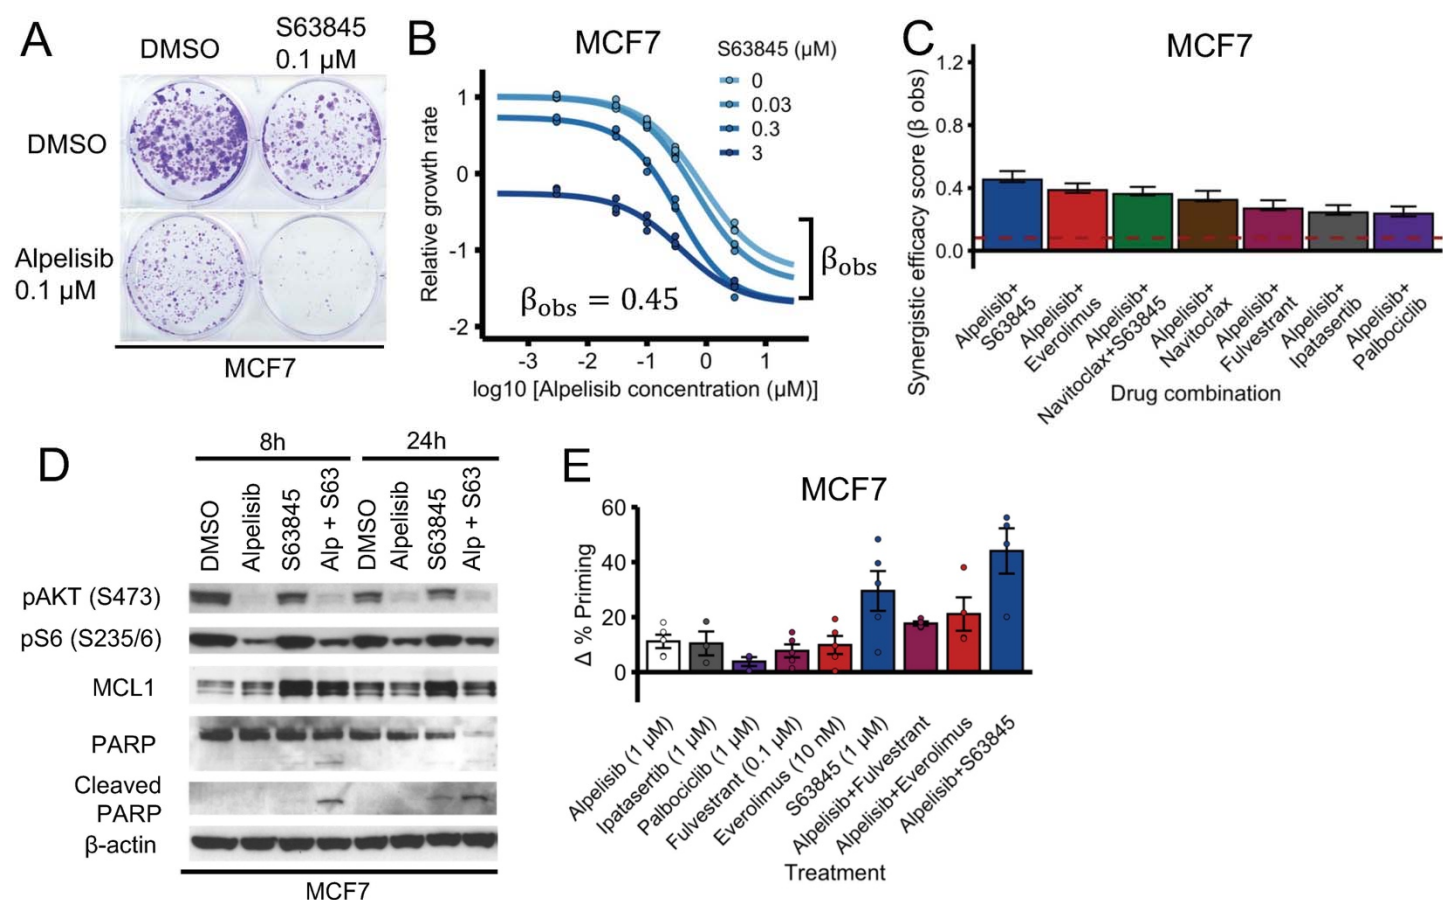 A
DMSO
S63845
0.1 μM
DMSO
Alpelisib
0.1 μM
MCF7
B
MCF7
S63845 (μM)
0
0.03
0.3
3
Relative growth rate
1
0
-1
-2
βobs
βobs = 0.45
-3
-2
-1
0
1
log10 [Alpelisib concentration (μM)]
C
MCF7
Synergistic efficacy score (β obs)
1.2
0.8
0.4
0.0
Alpelisib+
S63845
Alpelisib+
Everolimus
Alpelisib+
Navitoclax+S63845
Alpelisib+
Navitoclax
Alpelisib+
Fulvestrant
Alpelisib+
Ipatasertib
Alpelisib+
Palbociclib
Drug combination
D
8h
24h
DMSO
Alpelisib
S63845
Alp + S63
DMSO
Alpelisib
S63845
Alp + S63
pAKT (S473)
pS6 (S235/6)
MCL1
PARP
Cleaved
PARP
β-actin
MCF7
E
MCF7
Δ % Priming
60
40
20
0
Alpelisib (1 μM)
Ipatasertib (1 μM)
Palbociclib (1 μM)
Fulvestrant (0.1 μM)
Everolimus (10 nM)
S63845 (1 μM)
Alpelisib+Fulvestrant
Alpelisib+Everolimus
Alpelisib+S63845
Treatment